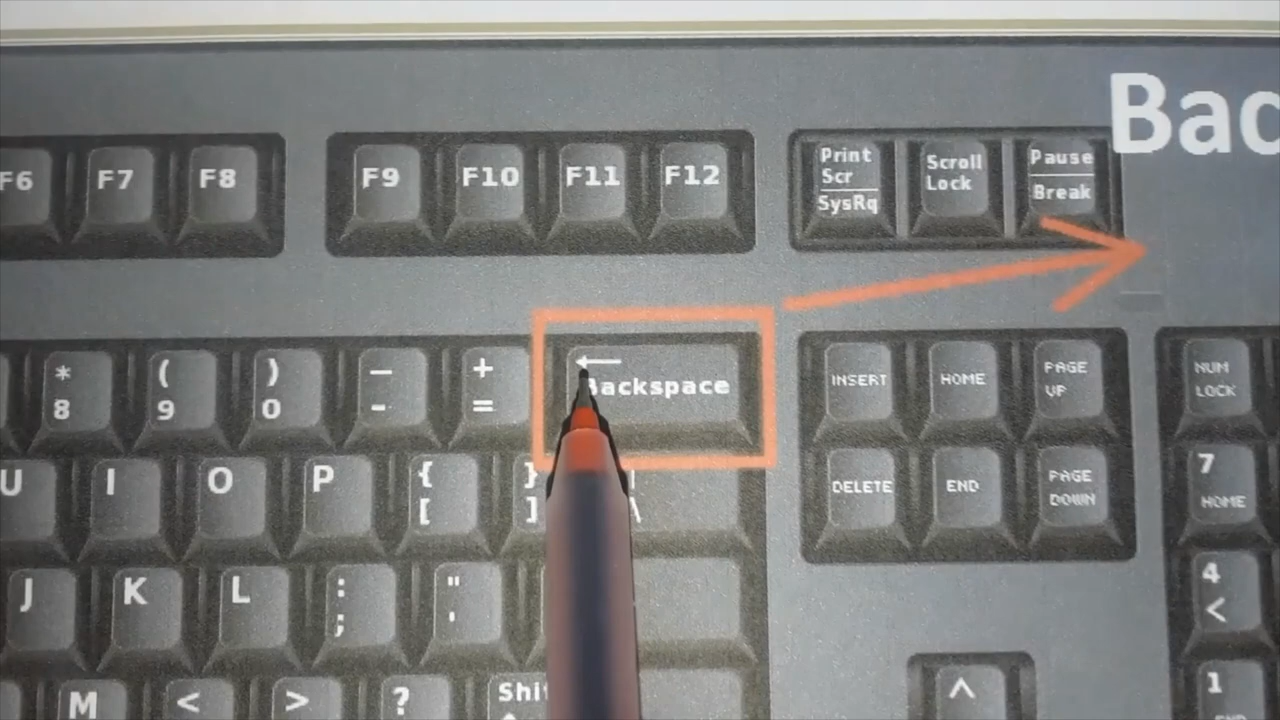 Bac
F6 F7 F8 F9 F10 F11 F12
Print
Scr
SysRq
Scroll
Lock
Pause
Break
*
8
(
9
)
0
—
-
+
=
←
Backspace
INSERT HOME
PAGE
UP
NUM
LOCK
U I O P
{
[
}
]
|
\
DELETE END
PAGE
DOWN
7
HOME
J K L
:
;
"
'
4
<
M < > ?
^
1